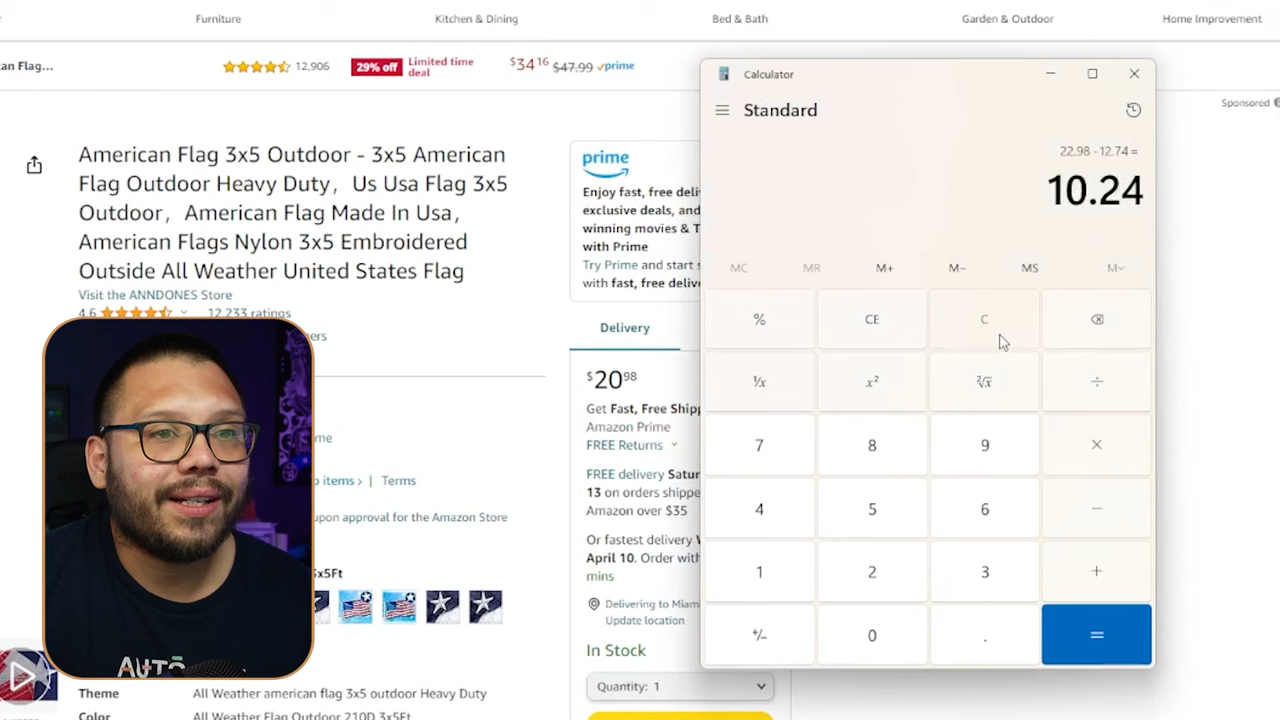 Furniture
Kitchen & Dining
Bed & Bath
Garden & Outdoor
Home Improvement
can Flag...
12,906
29% off
Limited time
deal
$34 16
$47.99
prime
Sponsored
American Flag 3x5 Outdoor - 3x5 American
Flag Outdoor Heavy Duty，Us Usa Flag 3x5
Outdoor，American Flag Made In Usa，
American Flags Nylon 3x5 Embroidered
Outside All Weather United States Flag
Visit the ANNDONES Store
4.6
12,233 ratings
ers
me
o items › | Terms
upon approval for the Amazon Store
3x5Ft
Theme
All Weather american flag 3x5 outdoor Heavy Duty
Color
All Weather Flag Outdoor 210D 3x5Ft
AUTO
prime
Enjoy fast, free deli
exclusive deals, and
winning movies & T
with Prime
Try Prime and start s
with fast, free delive
Delivery
$20 98
Get Fast, Free Shipp
Amazon Prime
FREE Returns
FREE delivery Satur
13 on orders shippe
Amazon over $35
Or fastest delivery W
April 10. Order with
mins
Delivering to Miam
Update location
In Stock
Quantity: 1
Calculator
Standard
22.98 - 12.74 =
10.24
MC
MR
M+
M−
MS
M
%
CE
C
⌫
¹/x
x²
²√x
÷
7
8
9
×
4
5
6
−
1
2
3
+
+/−
0
.
=